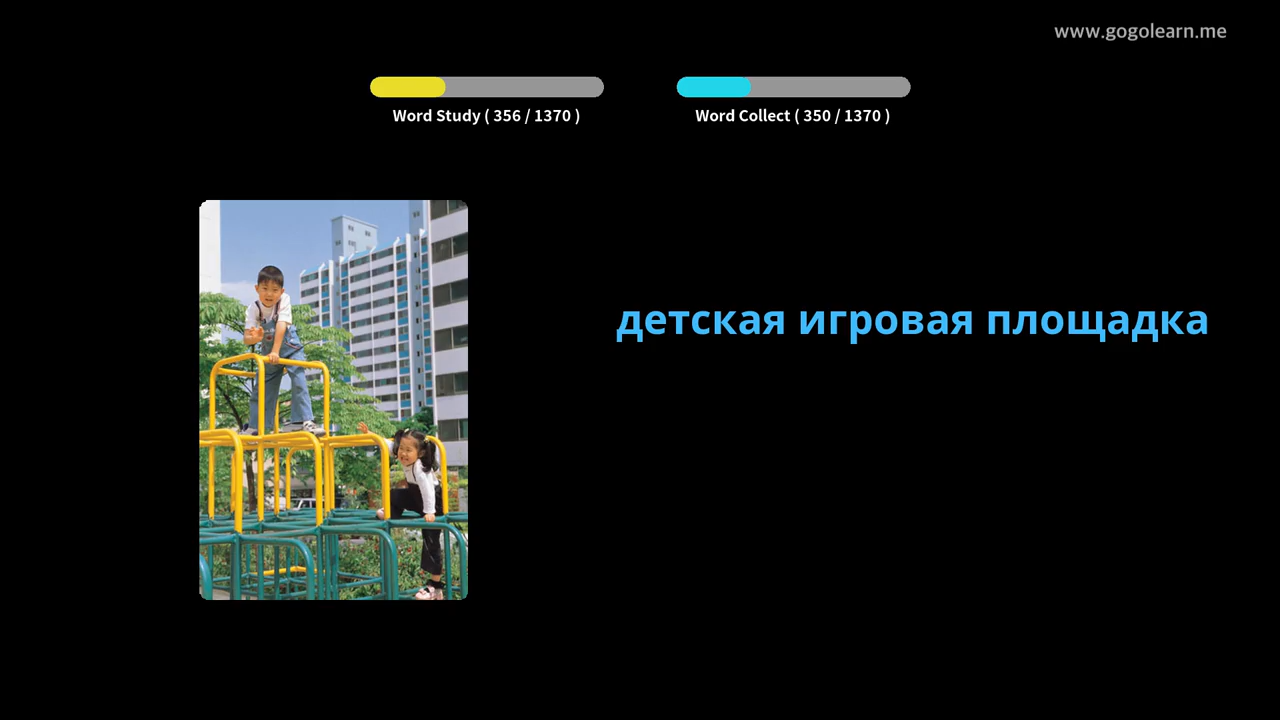 www.gogolearn.me
Word Study ( 356 / 1370 )
Word Collect ( 350 / 1370 )
детская игровая площадка